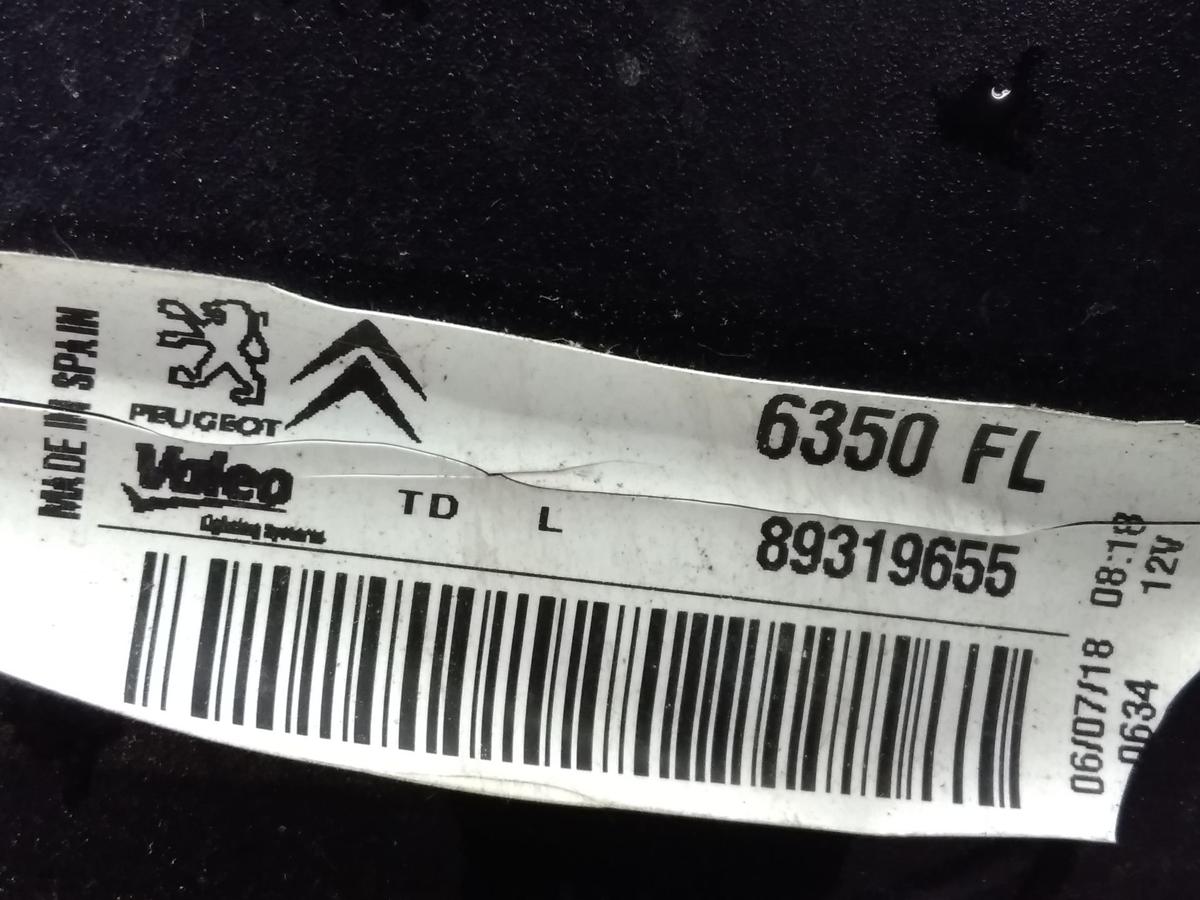 MADE IN SPAIN
PEUGEOT
Valeo
Lighting Systems
TD L
6350 FL
89319655
06/07/18 08:18
0634 12V